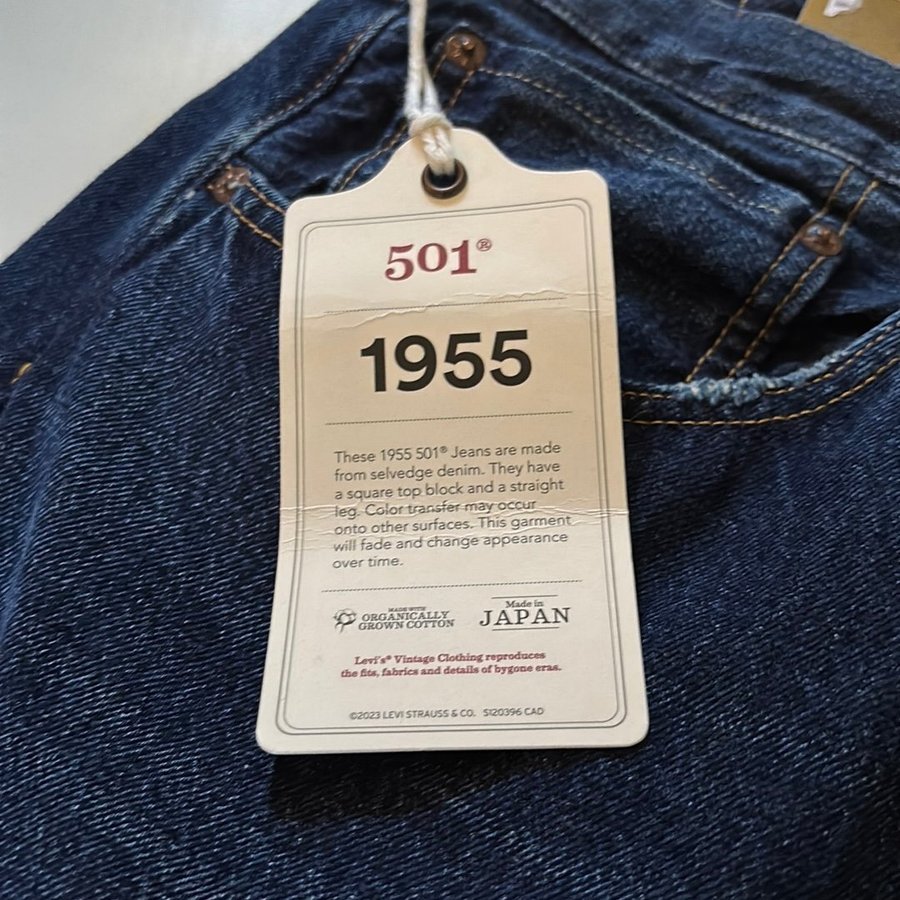 501®
1955
These 1955 501® Jeans are made
from selvedge denim. They have
a square top block and a straight
leg. Color transfer may occur
onto other surfaces. This garment
will fade and change appearance
over time.
MADE WITH
ORGANICALLY
GROWN COTTON
Made in
JAPAN
Levi's® Vintage Clothing reproduces
the fits, fabrics and details of bygone eras.
©2023 LEVI STRAUSS & CO. S120396 CAD